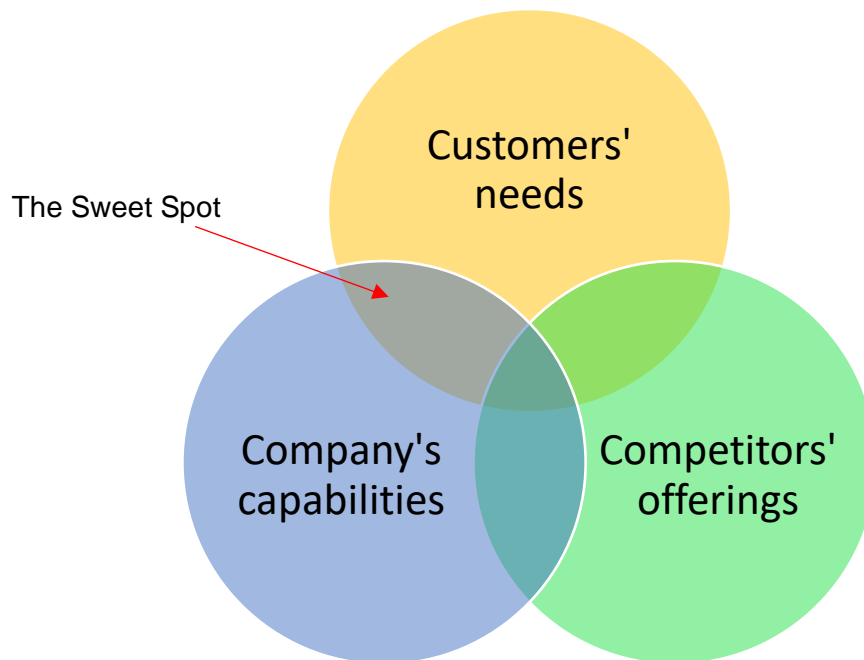 Customers'
needs
The Sweet Spot
Company's
capabilities
Competitors'
offerings